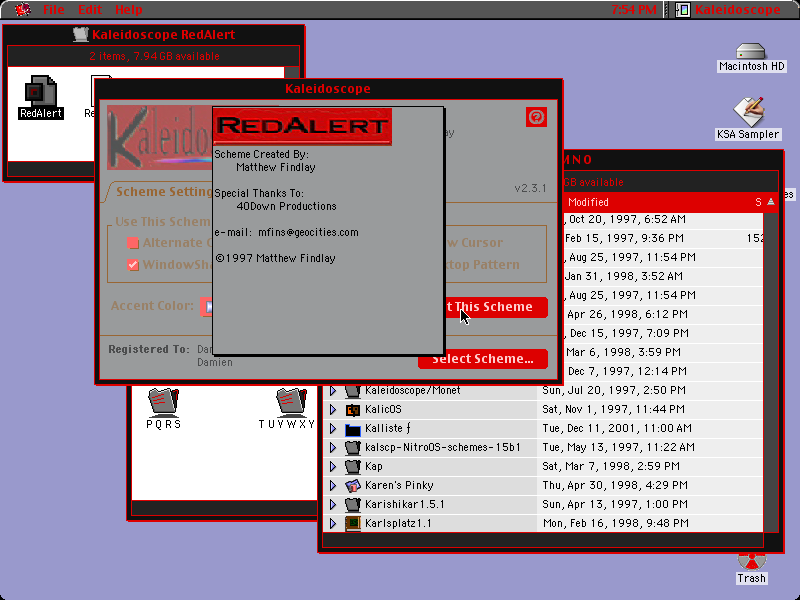 File Edit Help
7:54 PM
Kaleidoscope
Kaleidoscope RedAlert
2 items, 7.94 GB available
RedAlert
Re
Macintosh HD
KSA Sampler
Kaleidoscope
Kaleido
REDALERT
Scheme Created By:
Matthew Findlay
Special Thanks To:
40Down Productions
e-mail: mfins@geocities.com
©1997 Matthew Findlay
v2.3.1
Scheme Setting
Use This Schem
Alternate C
WindowSha
w Cursor
ktop Pattern
Accent Color:
t This Scheme
Registered To: Dam
Damien
Select Scheme...
MNO
GB available
Modified
S
, Oct 20, 1997, 6:52 AM
Feb 15, 1997, 9:36 PM 152
, Aug 25, 1997, 11:54 PM
Jan 31, 1998, 3:52 AM
, Aug 25, 1997, 11:54 PM
Apr 26, 1998, 6:12 PM
, Dec 15, 1997, 7:09 PM
Mar 6, 1998, 3:59 PM
Dec 7, 1997, 12:14 PM
Kaleidoscope/Monet Sun, Jul 20, 1997, 2:50 PM
KalicOS Sat, Nov 1, 1997, 11:44 PM
Kalliste ƒ Tue, Dec 11, 2001, 11:00 AM
kalscp-NitroOS-schemes-15b1 Tue, May 13, 1997, 11:22 AM
Kap Sat, Mar 7, 1998, 2:59 PM
Karen's Pinky Thu, Apr 30, 1998, 4:29 PM
Karishikar1.5.1 Sun, Apr 13, 1997, 1:00 PM
Karlsplatz1.1 Mon, Feb 16, 1998, 9:48 PM
PQRS
TUVWXY
es
Trash